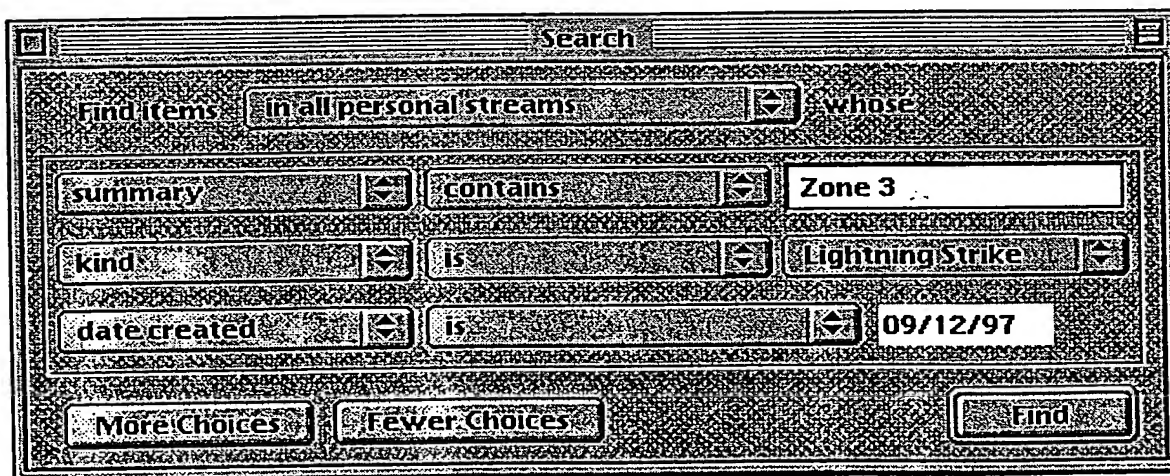 Search
Find items in all personal streams whose
summary contains Zone 3
kind is Lightning Strike
date created is 09/12/97
More Choices Fewer Choices Find